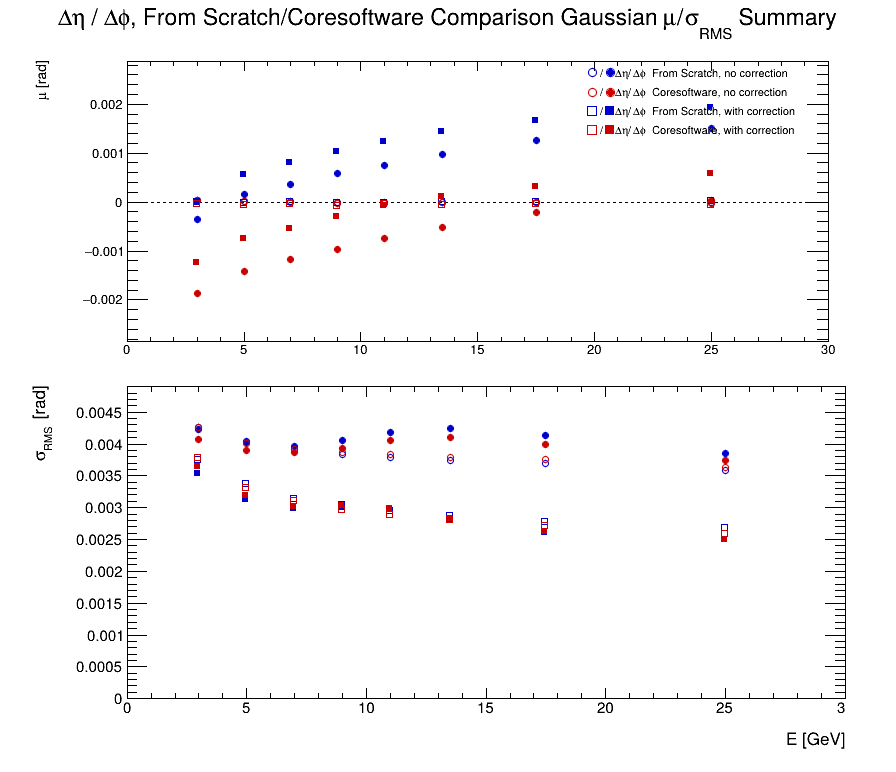 Δη / Δϕ, From Scratch/Coresoftware Comparison Gaussian μ/σRMS Summary
μ [rad]
/ Δη/ Δϕ From Scratch, no correction
/ Δη/ Δϕ Coresoftware, no correction
/ Δη/ Δϕ From Scratch, with correction
/ Δη/ Δϕ Coresoftware, with correction
0.002
0.001
0
−0.001
−0.002
0 5 10 15 20 25 30
σRMS [rad]
0.0045
0.004
0.0035
0.003
0.0025
0.002
0.0015
0.001
0.0005
0
0 5 10 15 20 25 3
E [GeV]